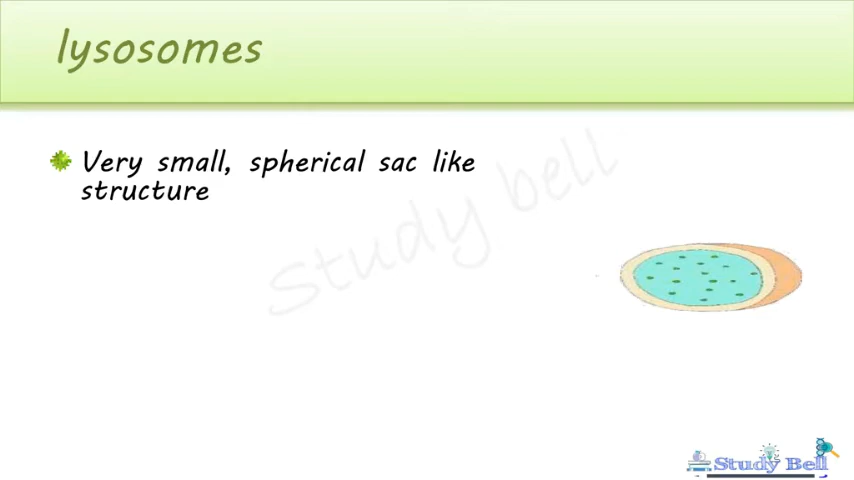 lysosomes
Very small, spherical sac like
structure
Study bell
Study Bell